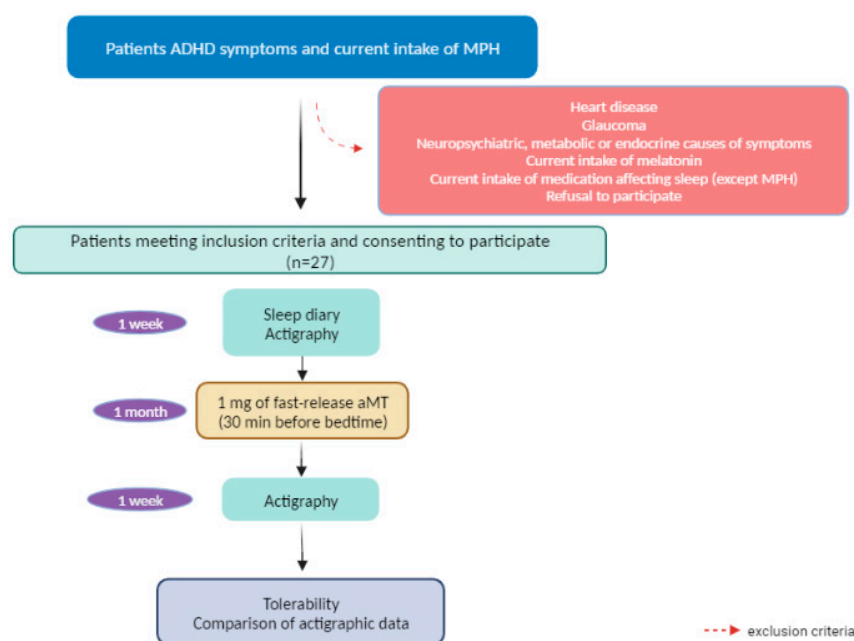 Patients ADHD symptoms and current intake of MPH
Heart disease
Glaucoma
Neuropsychiatric, metabolic or endocrine causes of symptoms
Current intake of melatonin
Current intake of medication affecting sleep (except MPH)
Refusal to participate
Patients meeting inclusion criteria and consenting to participate
(n=27)
1 week
Sleep diary
Actigraphy
1 month
1 mg of fast-release aMT
(30 min before bedtime)
1 week
Actigraphy
Tolerability
Comparison of actigraphic data
exclusion criteria